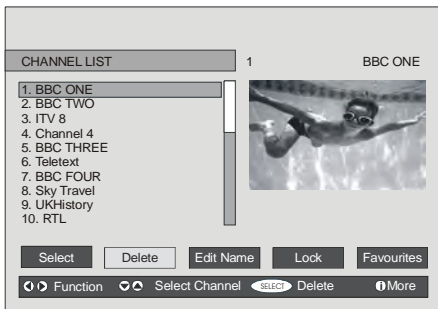 CHANNEL LIST
1 BBC ONE
1. BBC ONE
2. BBC TWO
3. ITV 8
4. Channel 4
5. BBC THREE
6. Teletext
7. BBC FOUR
8. Sky Travel
9. UKHistory
10. RTL
Select Delete Edit Name Lock Favourites
Function Select Channel SELECT Delete i More